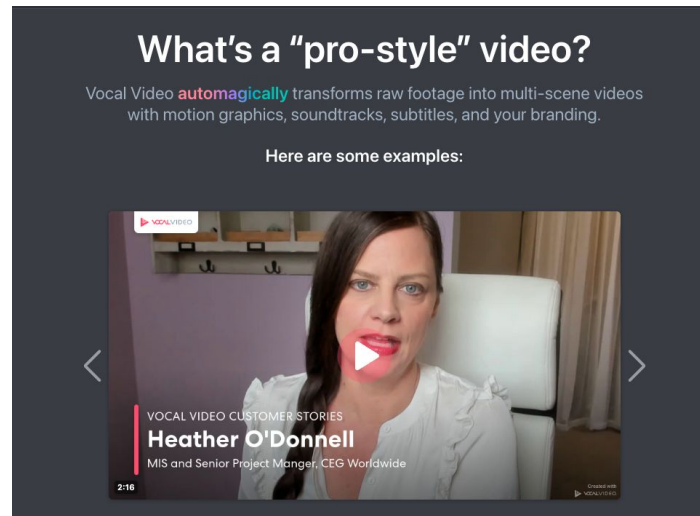 What’s a “pro-style” video?
Vocal Video automagically transforms raw footage into multi-scene videos
with motion graphics, soundtracks, subtitles, and your branding.
Here are some examples:
VOCALVIDEO
VOCAL VIDEO CUSTOMER STORIES
Heather O'Donnell
MIS and Senior Project Manger, CEG Worldwide
2:16
Created with
VOCALVIDEO